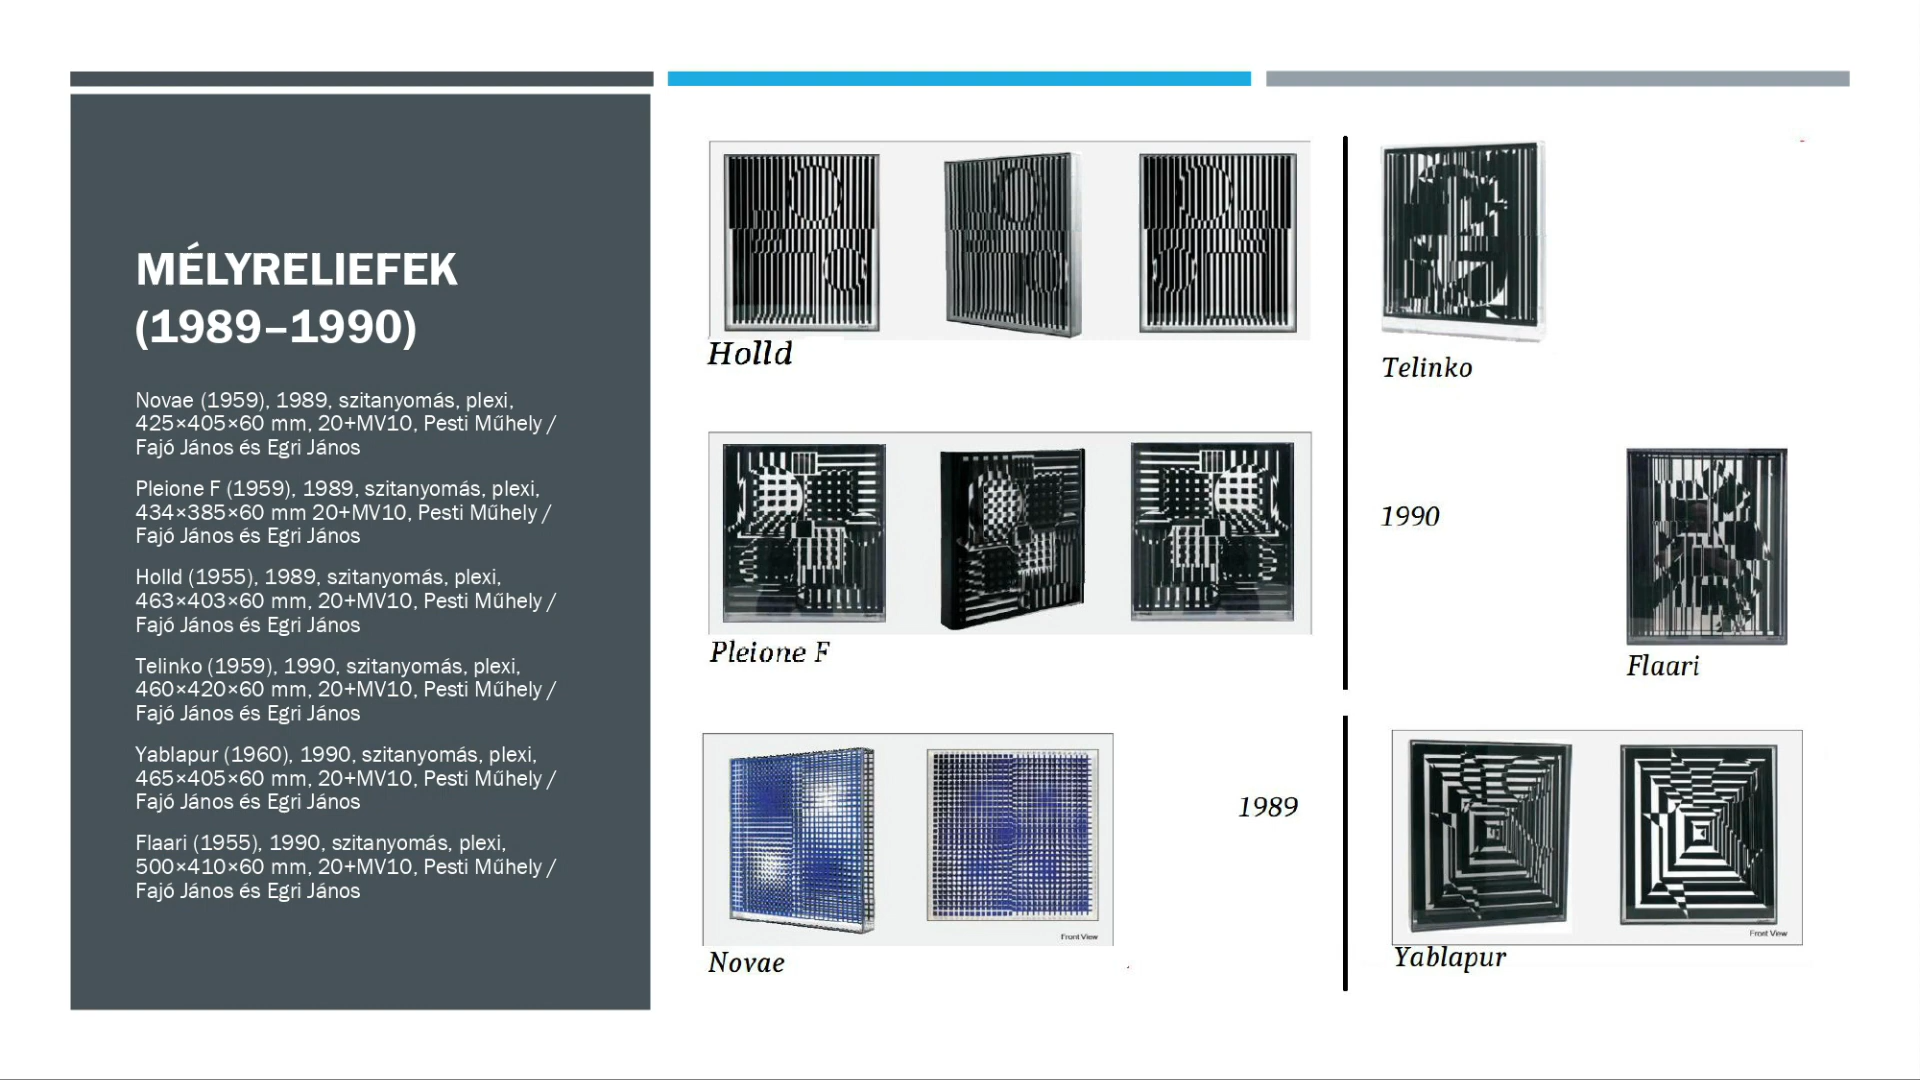 MÉLYRELIEFEK
(1989–1990)
Novae (1959), 1989, szitanyomás, plexi,
425×405×60 mm, 20+MV10, Pesti Műhely /
Fajó János és Egri János
Pleione F (1959), 1989, szitanyomás, plexi,
434×385×60 mm 20+MV10, Pesti Műhely /
Fajó János és Egri János
Holld (1955), 1989, szitanyomás, plexi,
463×403×60 mm, 20+MV10, Pesti Műhely /
Fajó János és Egri János
Telinko (1959), 1990, szitanyomás, plexi,
460×420×60 mm, 20+MV10, Pesti Műhely /
Fajó János és Egri János
Yablapur (1960), 1990, szitanyomás, plexi,
465×405×60 mm, 20+MV10, Pesti Műhely /
Fajó János és Egri János
Flaari (1955), 1990, szitanyomás, plexi,
500×410×60 mm, 20+MV10, Pesti Műhely /
Fajó János és Egri János
Holld
Pleione F
Front View
Novae
1989
Telinko
1990
Flaari
Front View
Yablapur